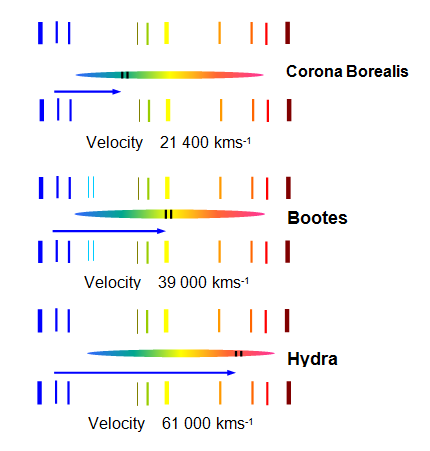 Corona Borealis
Velocity 21 400 kms-1
Bootes
Velocity 39 000 kms-1
Hydra
Velocity 61 000 kms-1